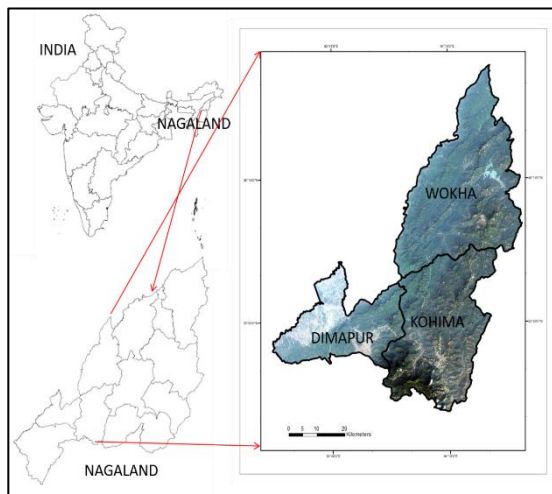 INDIA
NAGALAND
WOKHA
KOHIMA
DIMAPUR
0 5 10 20
Kilometers
NAGALAND